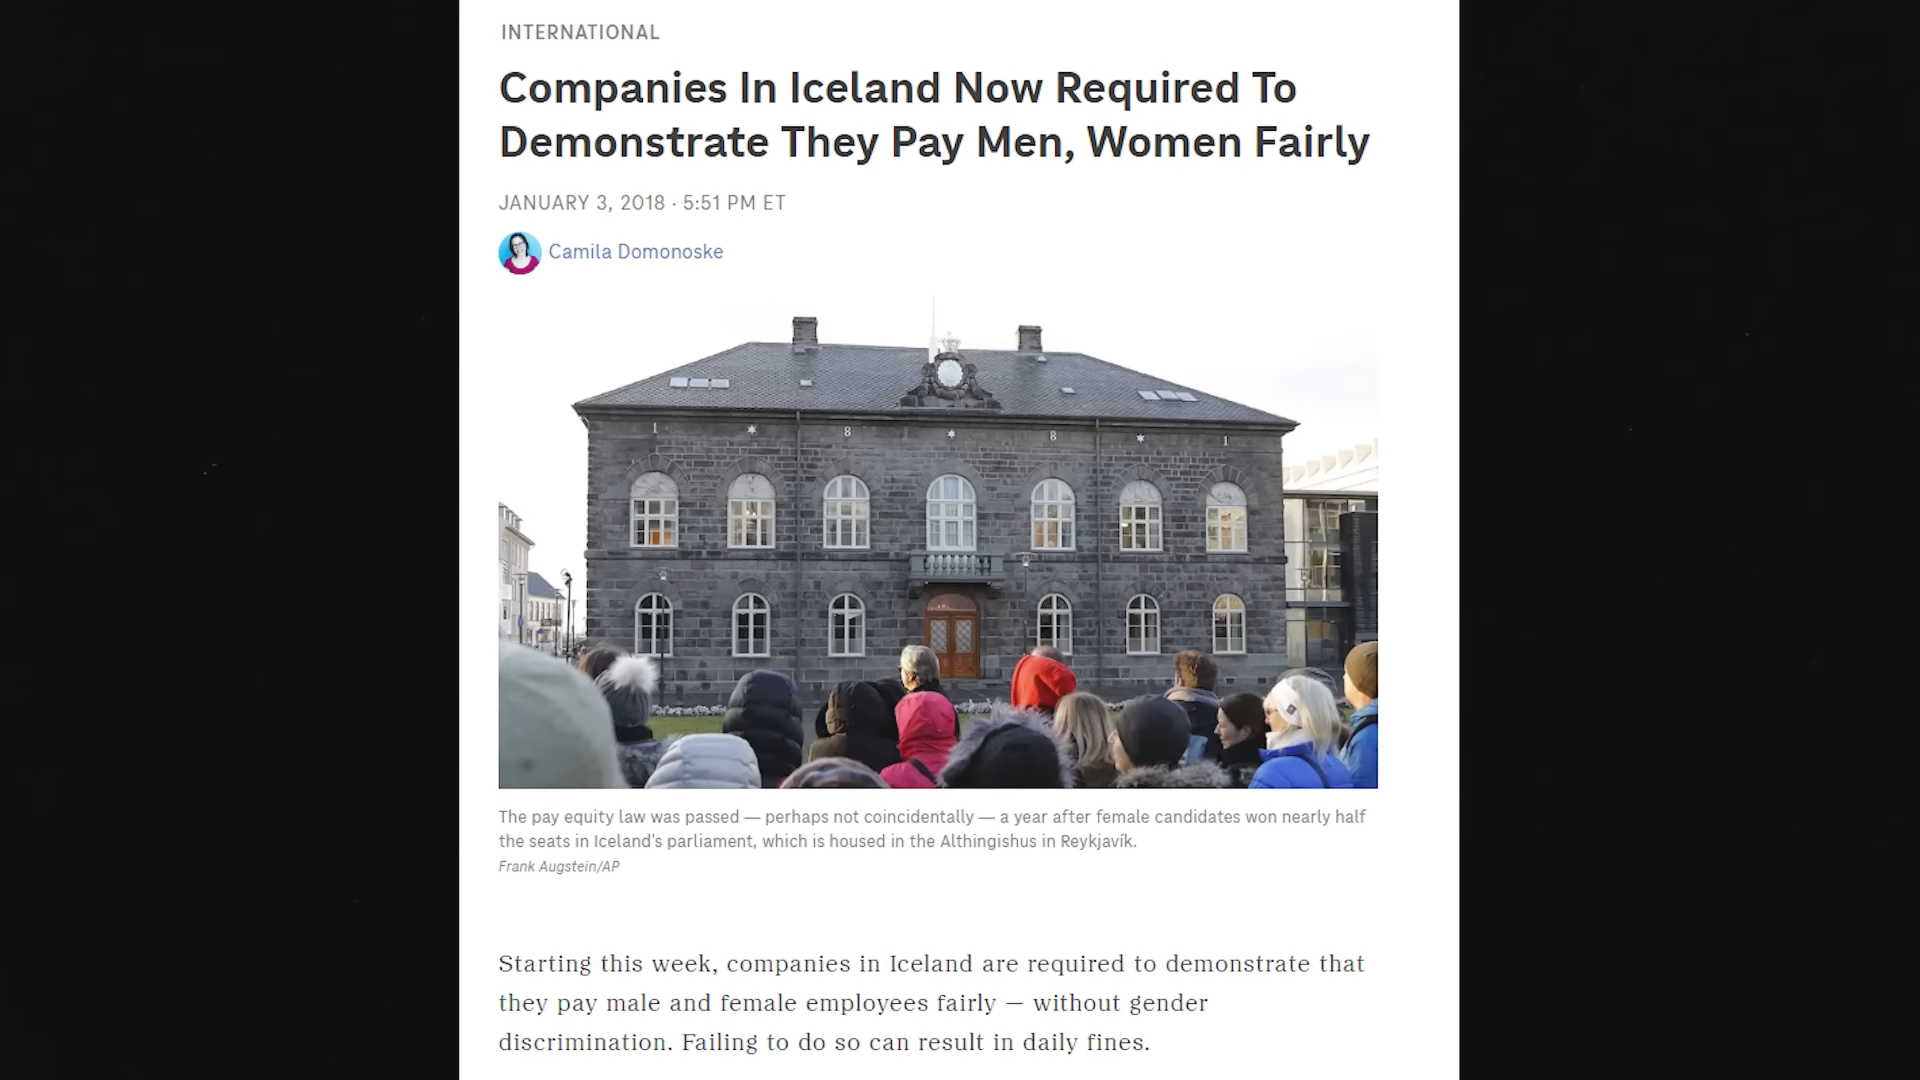 INTERNATIONAL
Companies In Iceland Now Required To
Demonstrate They Pay Men, Women Fairly
JANUARY 3, 2018 · 5:51 PM ET
Camila Domonoske
1 * 8 * 8 * 1
The pay equity law was passed — perhaps not coincidentally — a year after female candidates won nearly half
the seats in Iceland's parliament, which is housed in the Althingishus in Reykjavík.
Frank Augstein/AP
Starting this week, companies in Iceland are required to demonstrate that
they pay male and female employees fairly — without gender
discrimination. Failing to do so can result in daily fines.